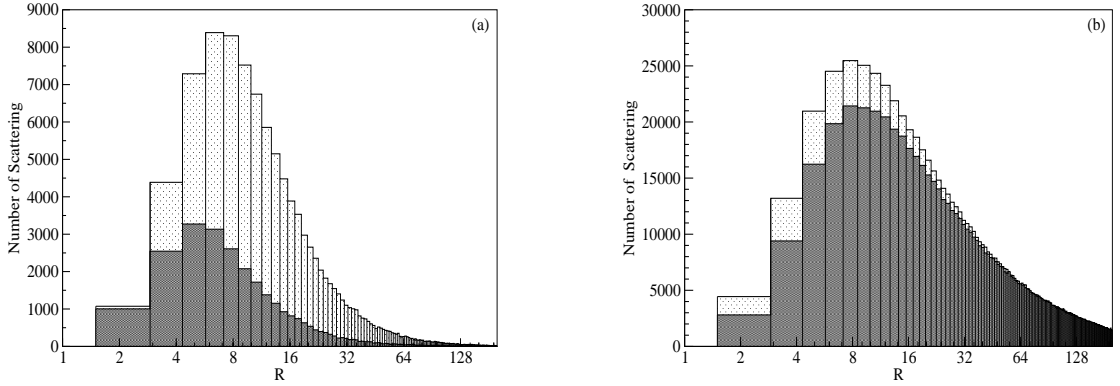 9000
8000
7000
6000
5000
4000
3000
2000
1000
0
Number of Scattering
(a)
1 2 4 8 16 32 64 128
R
30000
25000
20000
15000
10000
5000
0
Number of Scattering
(b)
1 2 4 8 16 32 64 128
R